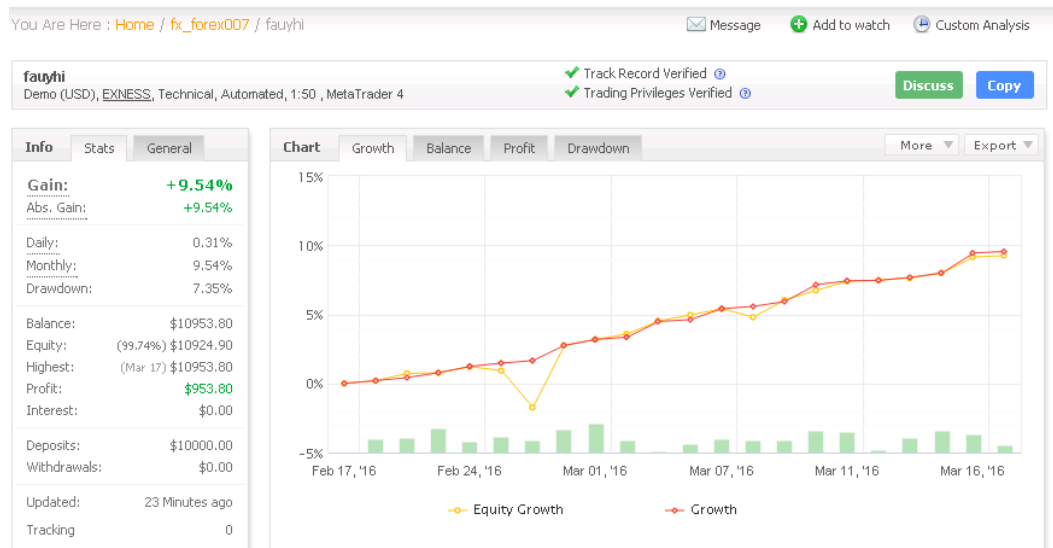 You Are Here : Home / fx_forex007 / fauyhi
Message
Add to watch
Custom Analysis
fauyhi
Demo (USD), EXNESS, Technical, Automated, 1:50 , MetaTrader 4
Track Record Verified
Trading Privileges Verified
Discuss
Copy
Info Stats General
Gain: +9.54%
Abs. Gain: +9.54%
Daily: 0.31%
Monthly: 9.54%
Drawdown: 7.35%
Balance: $10953.80
Equity: (99.74%) $10924.90
Highest: (Mar 17) $10953.80
Profit: $953.80
Interest: $0.00
Deposits: $10000.00
Withdrawals: $0.00
Updated: 23 Minutes ago
Tracking 0
Chart Growth Balance Profit Drawdown
More Export
15%
10%
5%
0%
-5%
Feb 17, '16 Feb 24, '16 Mar 01, '16 Mar 07, '16 Mar 11, '16 Mar 16, '16
Equity Growth Growth